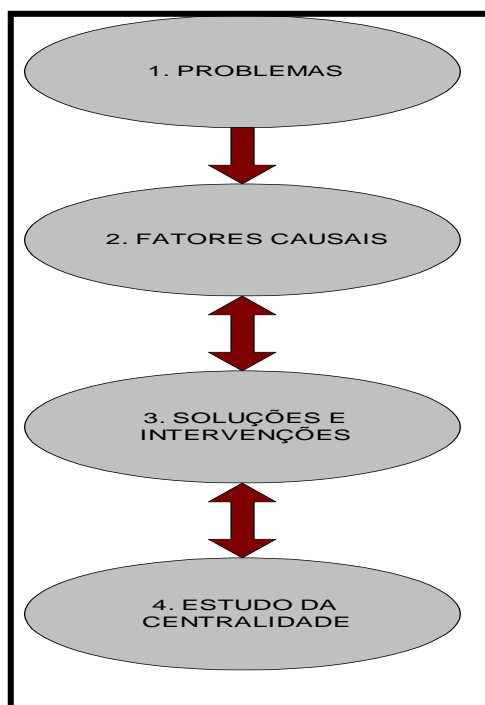 1. PROBLEMAS
2. FATORES CAUSAIS
3. SOLUÇÕES E
INTERVENÇÕES
4. ESTUDO DA
CENTRALIDADE